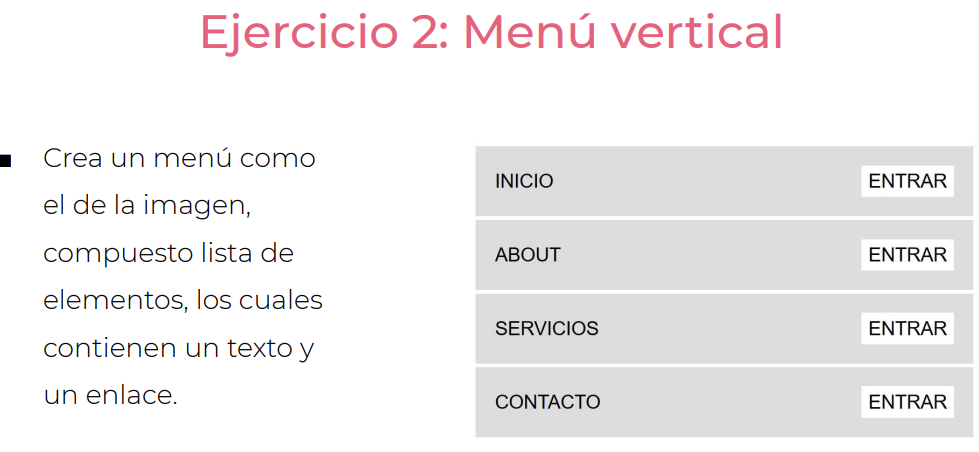 Ejercicio 2: Menú vertical
Crea un menú como
el de la imagen,
compuesto lista de
elementos, los cuales
contienen un texto y
un enlace.
INICIO ENTRAR
ABOUT ENTRAR
SERVICIOS ENTRAR
CONTACTO ENTRAR